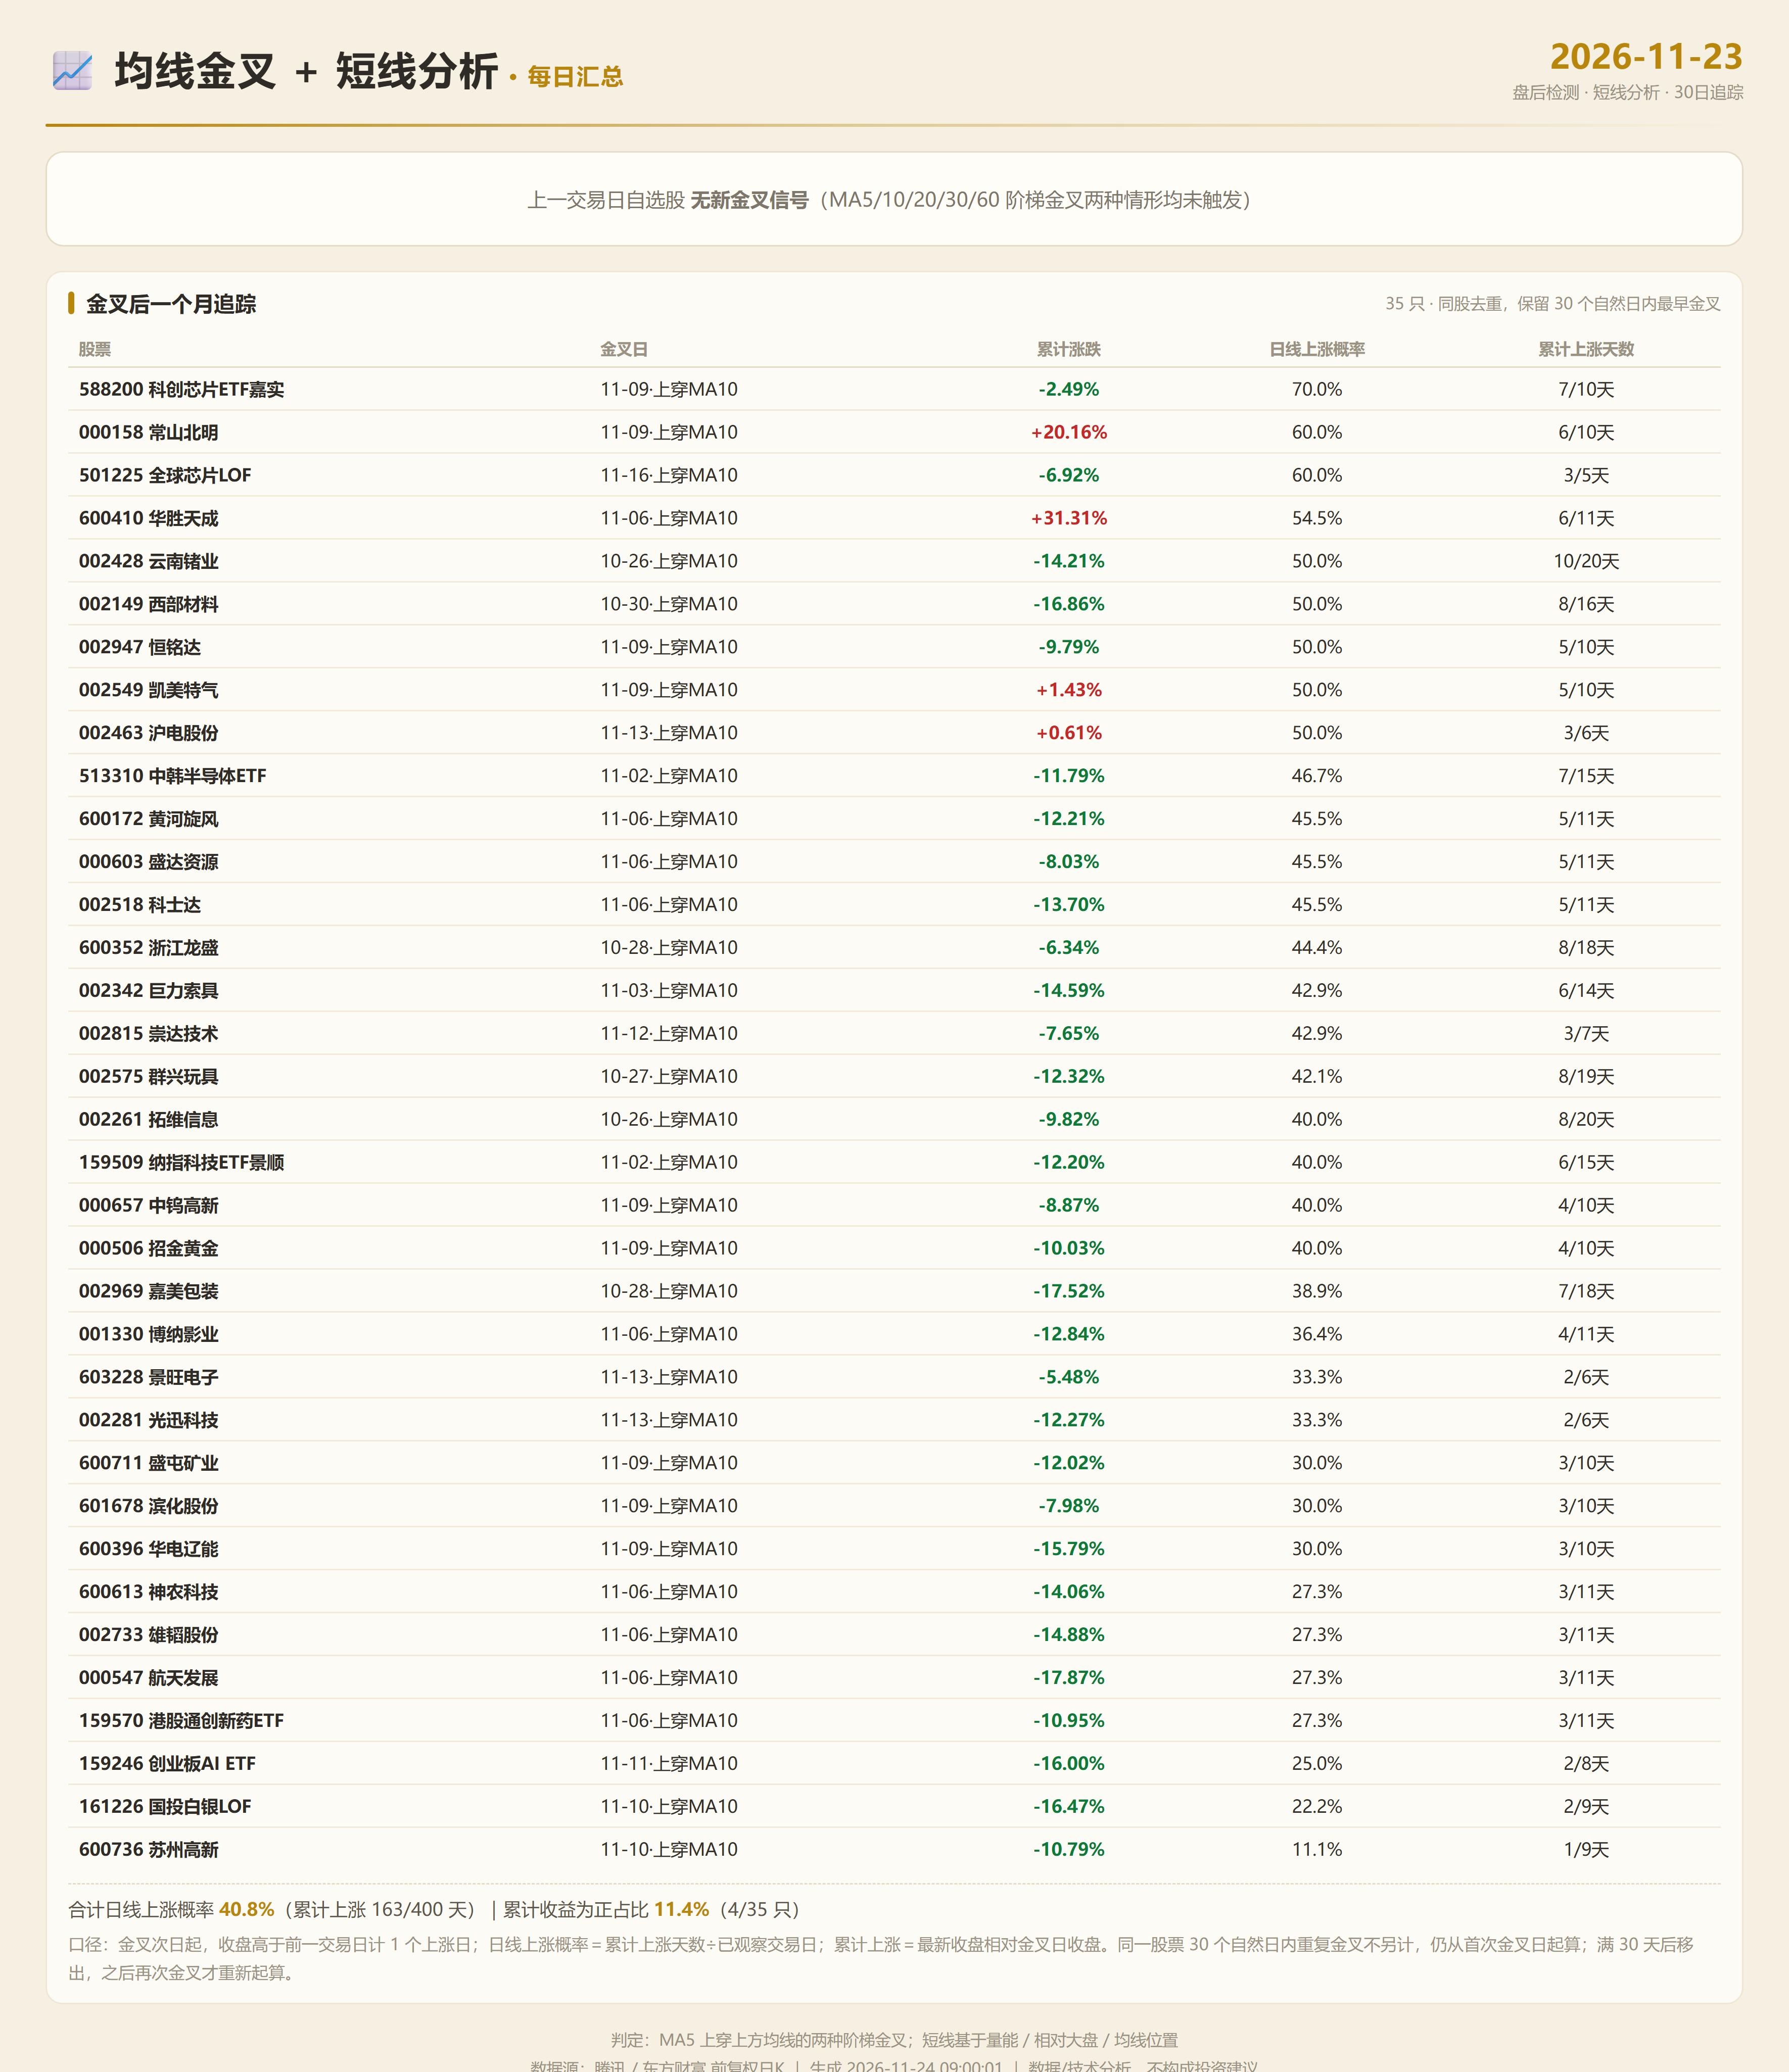 均线金叉 + 短线分析 · 每日汇总
2026-11-23
盘后检测 · 短线分析 · 30日追踪
上一交易日自选股 无新金叉信号（MA5/10/20/30/60 阶梯金叉两种情形均未触发）
金叉后一个月追踪
35 只 · 同股去重，保留 30 个自然日内最早金叉
股票 金叉日 累计涨跌 日线上涨概率 累计上涨天数
588200 科创芯片ETF嘉实 11-09·上穿MA10 -2.49% 70.0% 7/10天
000158 常山北明 11-09·上穿MA10 +20.16% 60.0% 6/10天
501225 全球芯片LOF 11-16·上穿MA10 -6.92% 60.0% 3/5天
600410 华胜天成 11-06·上穿MA10 +31.31% 54.5% 6/11天
002428 云南锗业 10-26·上穿MA10 -14.21% 50.0% 10/20天
002149 西部材料 10-30·上穿MA10 -16.86% 50.0% 8/16天
002947 恒铭达 11-09·上穿MA10 -9.79% 50.0% 5/10天
002549 凯美特气 11-09·上穿MA10 +1.43% 50.0% 5/10天
002463 沪电股份 11-13·上穿MA10 +0.61% 50.0% 3/6天
513310 中韩半导体ETF 11-02·上穿MA10 -11.79% 46.7% 7/15天
600172 黄河旋风 11-06·上穿MA10 -12.21% 45.5% 5/11天
000603 盛达资源 11-06·上穿MA10 -8.03% 45.5% 5/11天
002518 科士达 11-06·上穿MA10 -13.70% 45.5% 5/11天
600352 浙江龙盛 10-28·上穿MA10 -6.34% 44.4% 8/18天
002342 巨力索具 11-03·上穿MA10 -14.59% 42.9% 6/14天
002815 崇达技术 11-12·上穿MA10 -7.65% 42.9% 3/7天
002575 群兴玩具 10-27·上穿MA10 -12.32% 42.1% 8/19天
002261 拓维信息 10-26·上穿MA10 -9.82% 40.0% 8/20天
159509 纳指科技ETF景顺 11-02·上穿MA10 -12.20% 40.0% 6/15天
000657 中钨高新 11-09·上穿MA10 -8.87% 40.0% 4/10天
000506 招金黄金 11-09·上穿MA10 -10.03% 40.0% 4/10天
002969 嘉美包装 10-28·上穿MA10 -17.52% 38.9% 7/18天
001330 博纳影业 11-06·上穿MA10 -12.84% 36.4% 4/11天
603228 景旺电子 11-13·上穿MA10 -5.48% 33.3% 2/6天
002281 光迅科技 11-13·上穿MA10 -12.27% 33.3% 2/6天
600711 盛屯矿业 11-09·上穿MA10 -12.02% 30.0% 3/10天
601678 滨化股份 11-09·上穿MA10 -7.98% 30.0% 3/10天
600396 华电辽能 11-09·上穿MA10 -15.79% 30.0% 3/10天
600613 神农科技 11-06·上穿MA10 -14.06% 27.3% 3/11天
002733 雄韬股份 11-06·上穿MA10 -14.88% 27.3% 3/11天
000547 航天发展 11-06·上穿MA10 -17.87% 27.3% 3/11天
159570 港股通创新药ETF 11-06·上穿MA10 -10.95% 27.3% 3/11天
159246 创业板AI ETF 11-11·上穿MA10 -16.00% 25.0% 2/8天
161226 国投白银LOF 11-10·上穿MA10 -16.47% 22.2% 2/9天
600736 苏州高新 11-10·上穿MA10 -10.79% 11.1% 1/9天
合计日线上涨概率 40.8%（累计上涨 163/400 天）｜累计收益为正占比 11.4%（4/35 只）
口径：金叉次日起，收盘高于前一交易日计 1 个上涨日；日线上涨概率＝累计上涨天数÷已观察交易日；累计上涨＝最新收盘相对金叉日收盘。同一股票 30 个自然日内重复金叉不另计，仍从首次金叉日起算；满 30 天后移
出，之后再次金叉才重新起算。
判定：MA5 上穿上方均线的两种阶梯金叉；短线基于量能 / 相对大盘 / 均线位置
数据源：腾讯 / 东方财富 前复权日K ｜ 生成 2026-11-24 09:00:01 ｜ 数据/技术分析，不构成投资建议